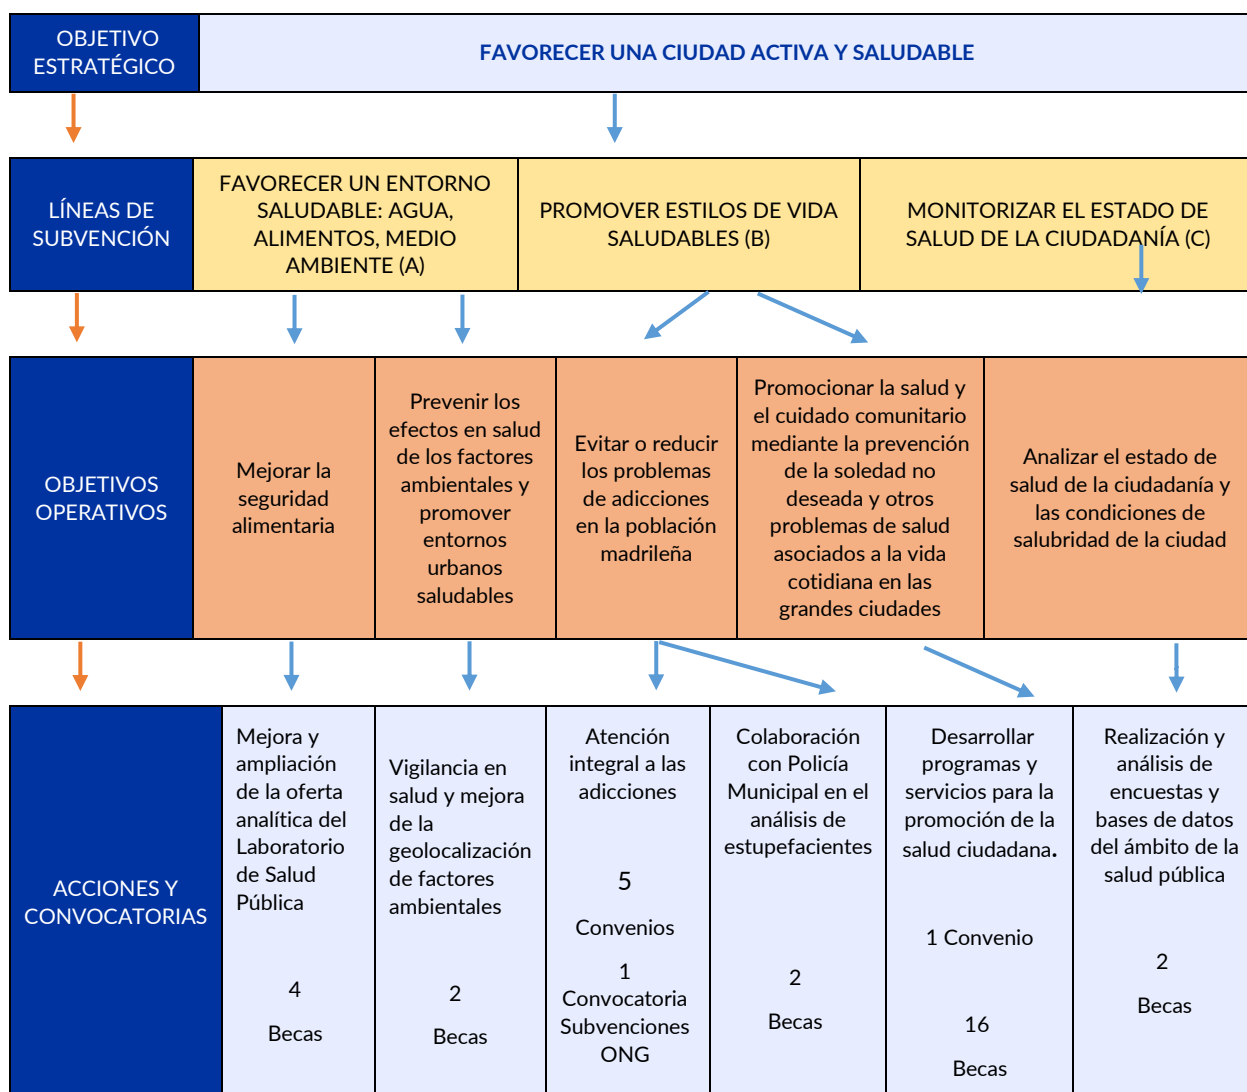 OBJETIVO
ESTRATÉGICO
FAVORECER UNA CIUDAD ACTIVA Y SALUDABLE
LÍNEAS DE
SUBVENCIÓN
FAVORECER UN ENTORNO
SALUDABLE: AGUA,
ALIMENTOS, MEDIO
AMBIENTE (A)
PROMOVER ESTILOS DE VIDA
SALUDABLES (B)
MONITORIZAR EL ESTADO DE
SALUD DE LA CIUDADANÍA (C)
OBJETIVOS
OPERATIVOS
Mejorar la
seguridad
alimentaria
Prevenir los
efectos en salud
de los factores
ambientales y
promover
entornos
urbanos
saludables
Evitar o reducir
los problemas
de adicciones
en la población
madrileña
Promocionar la salud y
el cuidado comunitario
mediante la prevención
de la soledad no
deseada y otros
problemas de salud
asociados a la vida
cotidiana en las
grandes ciudades
Analizar el estado de
salud de la ciudadanía y
las condiciones de
salubridad de la ciudad
ACCIONES Y
CONVOCATORIAS
Mejora y
ampliación
de la oferta
analítica del
Laboratorio
de Salud
Pública
4
Becas
Vigilancia en
salud y mejora
de la
geolocalización
de factores
ambientales
2
Becas
Atención
integral a las
adicciones
5
Convenios
1
Convocatoria
Subvenciones
ONG
Colaboración
con Policía
Municipal en el
análisis de
estupefacientes
2
Becas
Desarrollar
programas y
servicios para la
promoción de la
salud ciudadana.
1 Convenio
16
Becas
Realización y
análisis de
encuestas y
bases de datos
del ámbito de la
salud pública
2
Becas